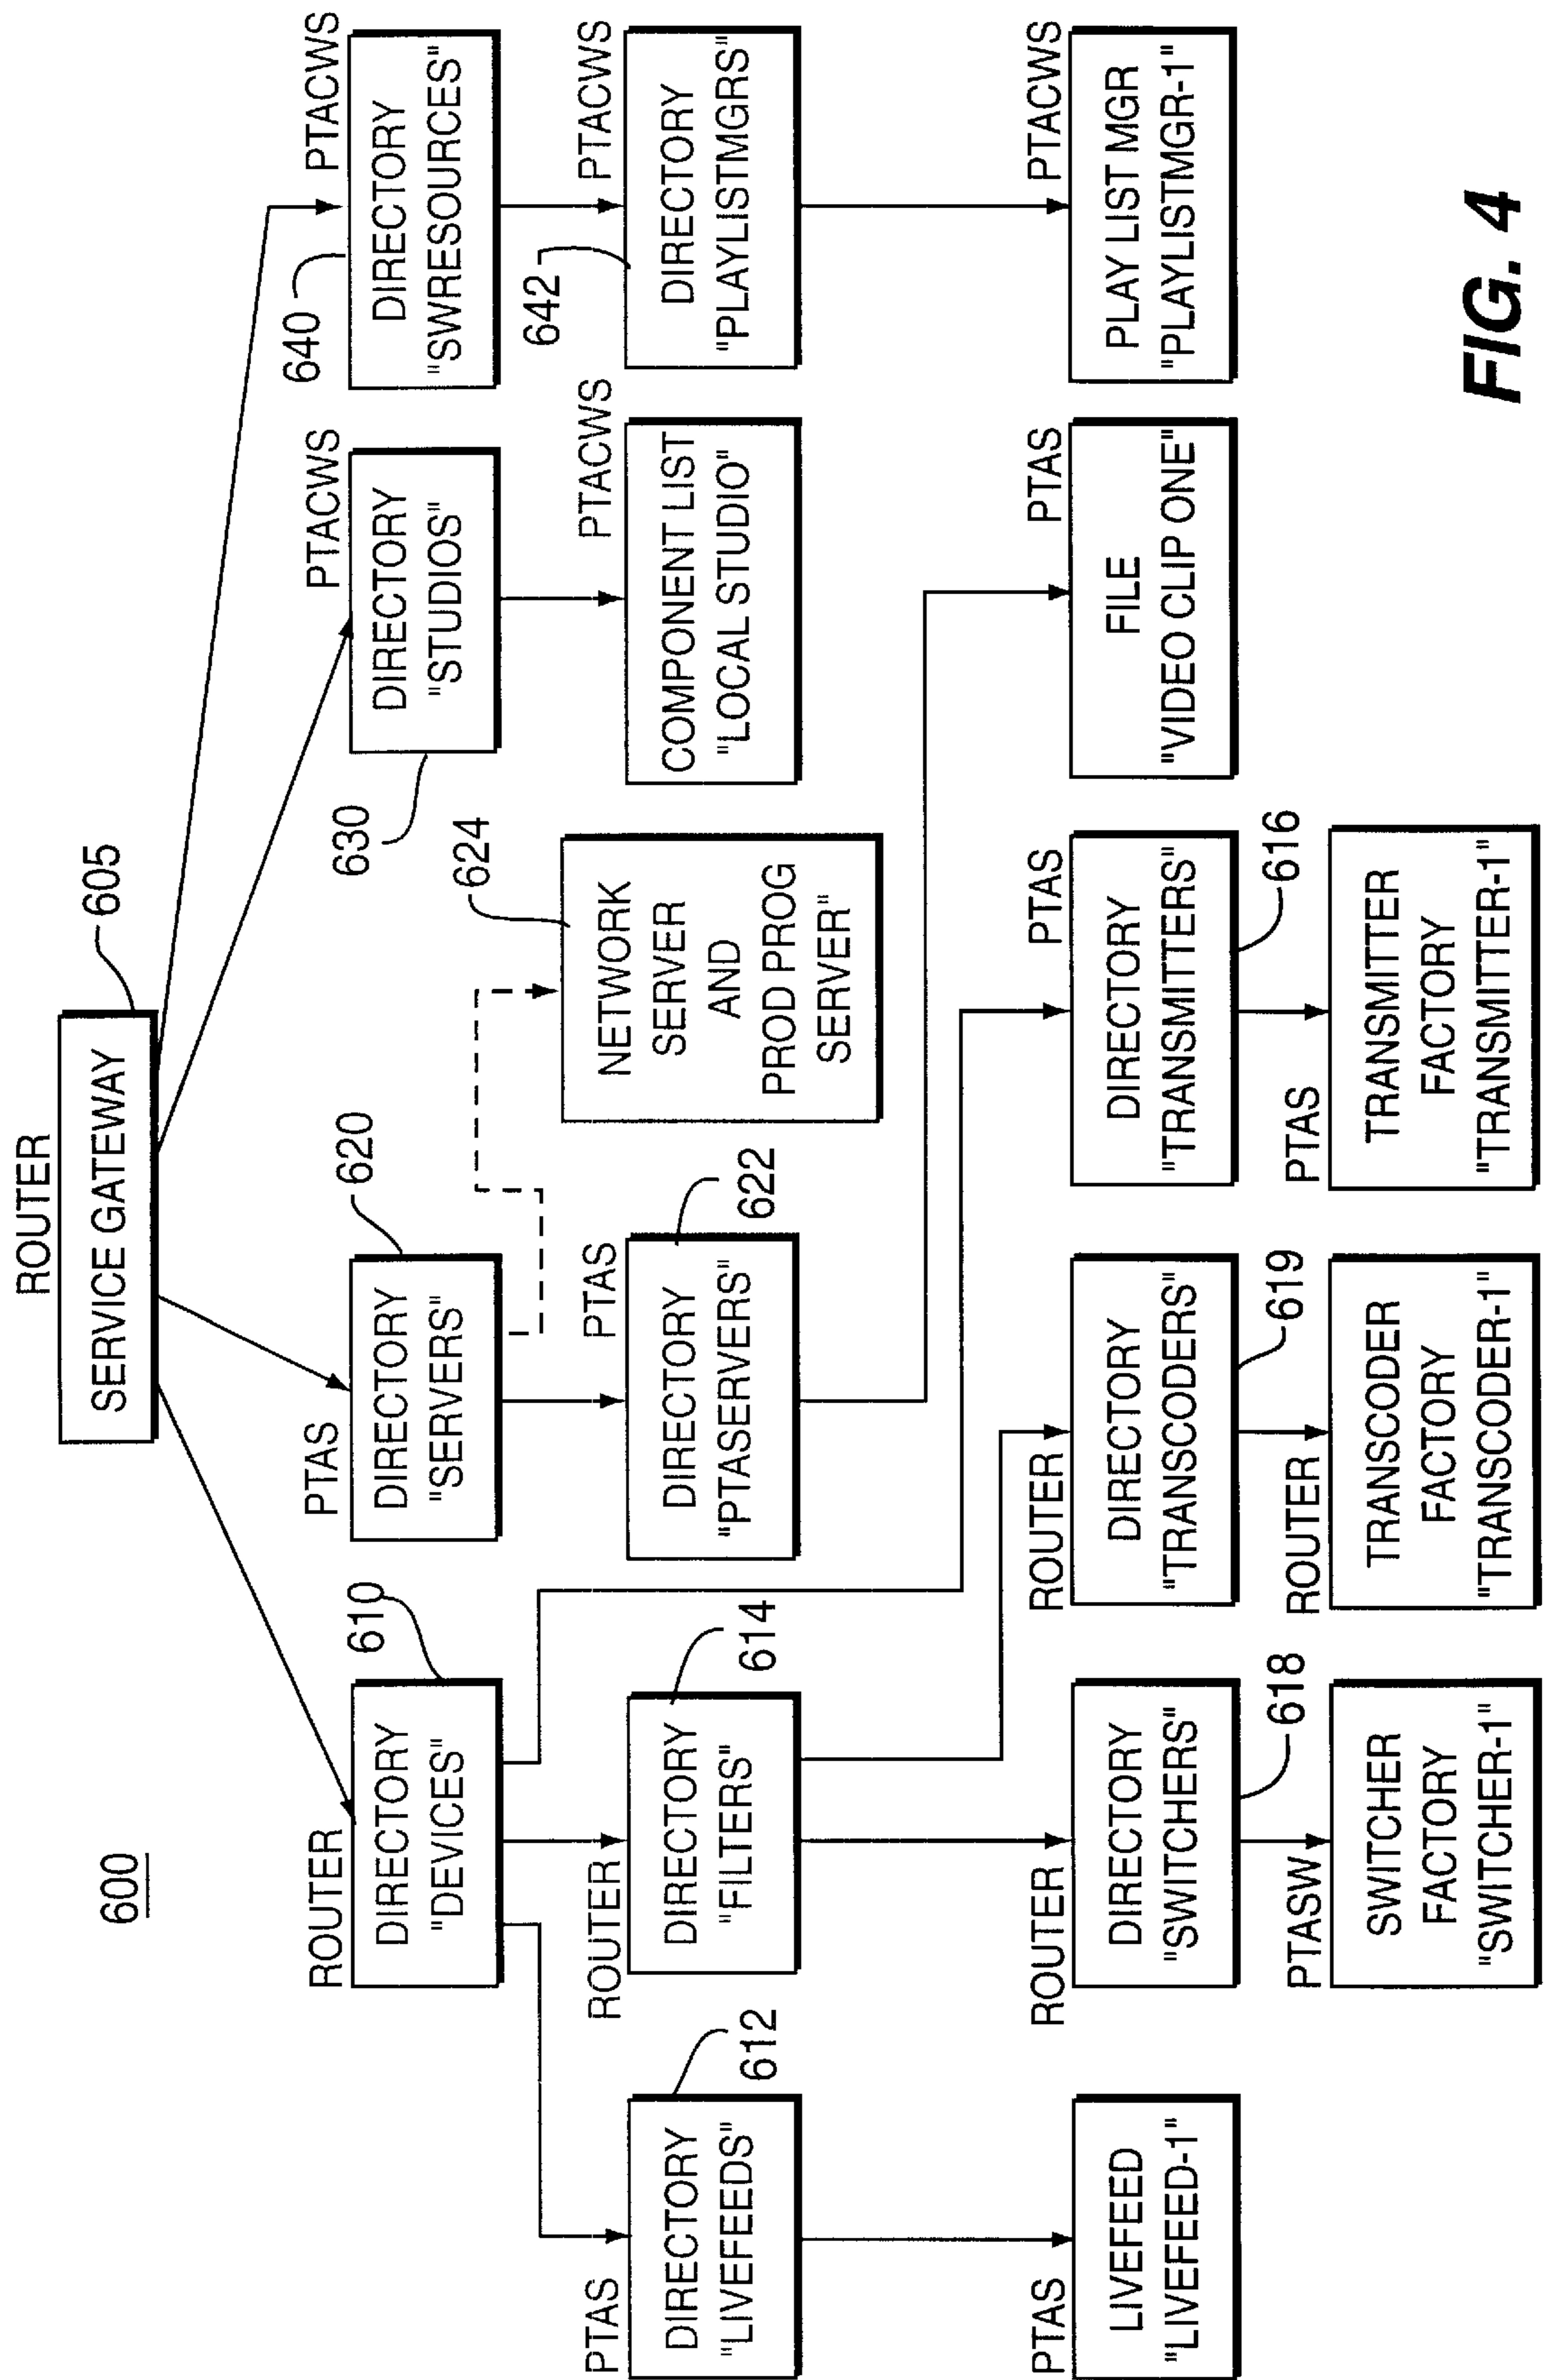 600
ROUTER
SERVICE GATEWAY
605
ROUTER
DIRECTORY
"DEVICES"
610
PTAS
DIRECTORY
"SERVERS"
620
PTACWS
DIRECTORY
"STUDIOS"
630
PTACWS
DIRECTORY
"SWRESOURCES"
640
PTAS
DIRECTORY
"LIVEFEEDS"
612
ROUTER
DIRECTORY
"FILTERS"
614
PTAS
DIRECTORY
"PTASERVERS"
622
NETWORK
SERVER
AND
PROD PROG
SERVER"
624
PTACWS
COMPONENT LIST
"LOCAL STUDIO"
PTACWS
DIRECTORY
"PLAYLISTMGRS"
642
PTAS
LIVEFEED
"LIVEFEED-1"
ROUTER
DIRECTORY
"SWITCHERS"
618
ROUTER
DIRECTORY
"TRANSCODERS"
619
PTAS
DIRECTORY
"TRANSMITTERS"
616
PTAS
FILE
"VIDEO CLIP ONE"
PTACWS
PLAY LIST MGR
"PLAYLISTMGR-1"
PTASW
SWITCHER
FACTORY
"SWITCHER-1"
ROUTER
TRANSCODER
FACTORY
"TRANSCODER-1"
PTAS
TRANSMITTER
FACTORY
"TRANSMITTER-1"
FIG. 4